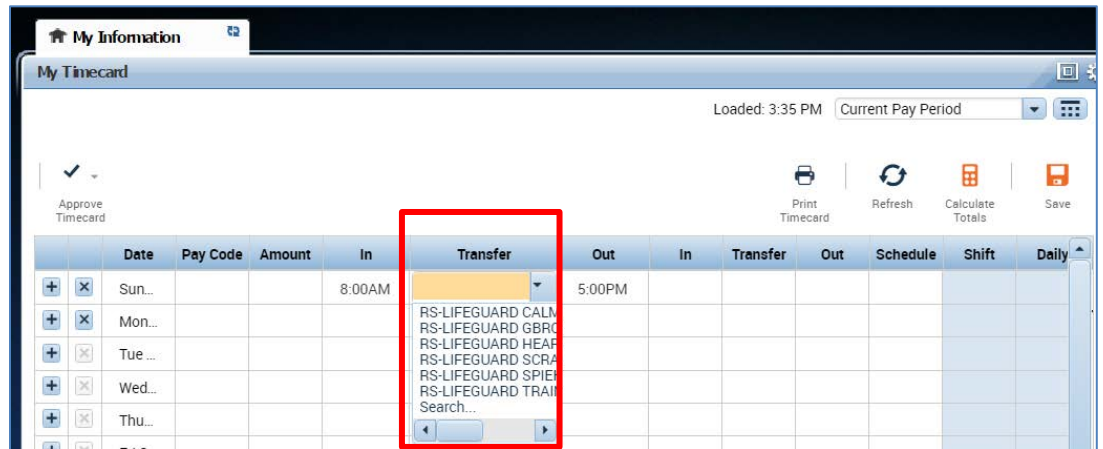 My Information
My Timecard
Loaded: 3:35 PM Current Pay Period
Approve Timecard
Print Timecard
Refresh
Calculate Totals
Save
Date Pay Code Amount In Transfer Out In Transfer Out Schedule Shift Daily
Sun... 8:00AM 5:00PM
Mon...
Tue ...
Wed...
Thu...
RS-LIFEGUARD CALM
RS-LIFEGUARD GBRO
RS-LIFEGUARD HEAR
RS-LIFEGUARD SCRA
RS-LIFEGUARD SPIEK
RS-LIFEGUARD TRAI
Search...